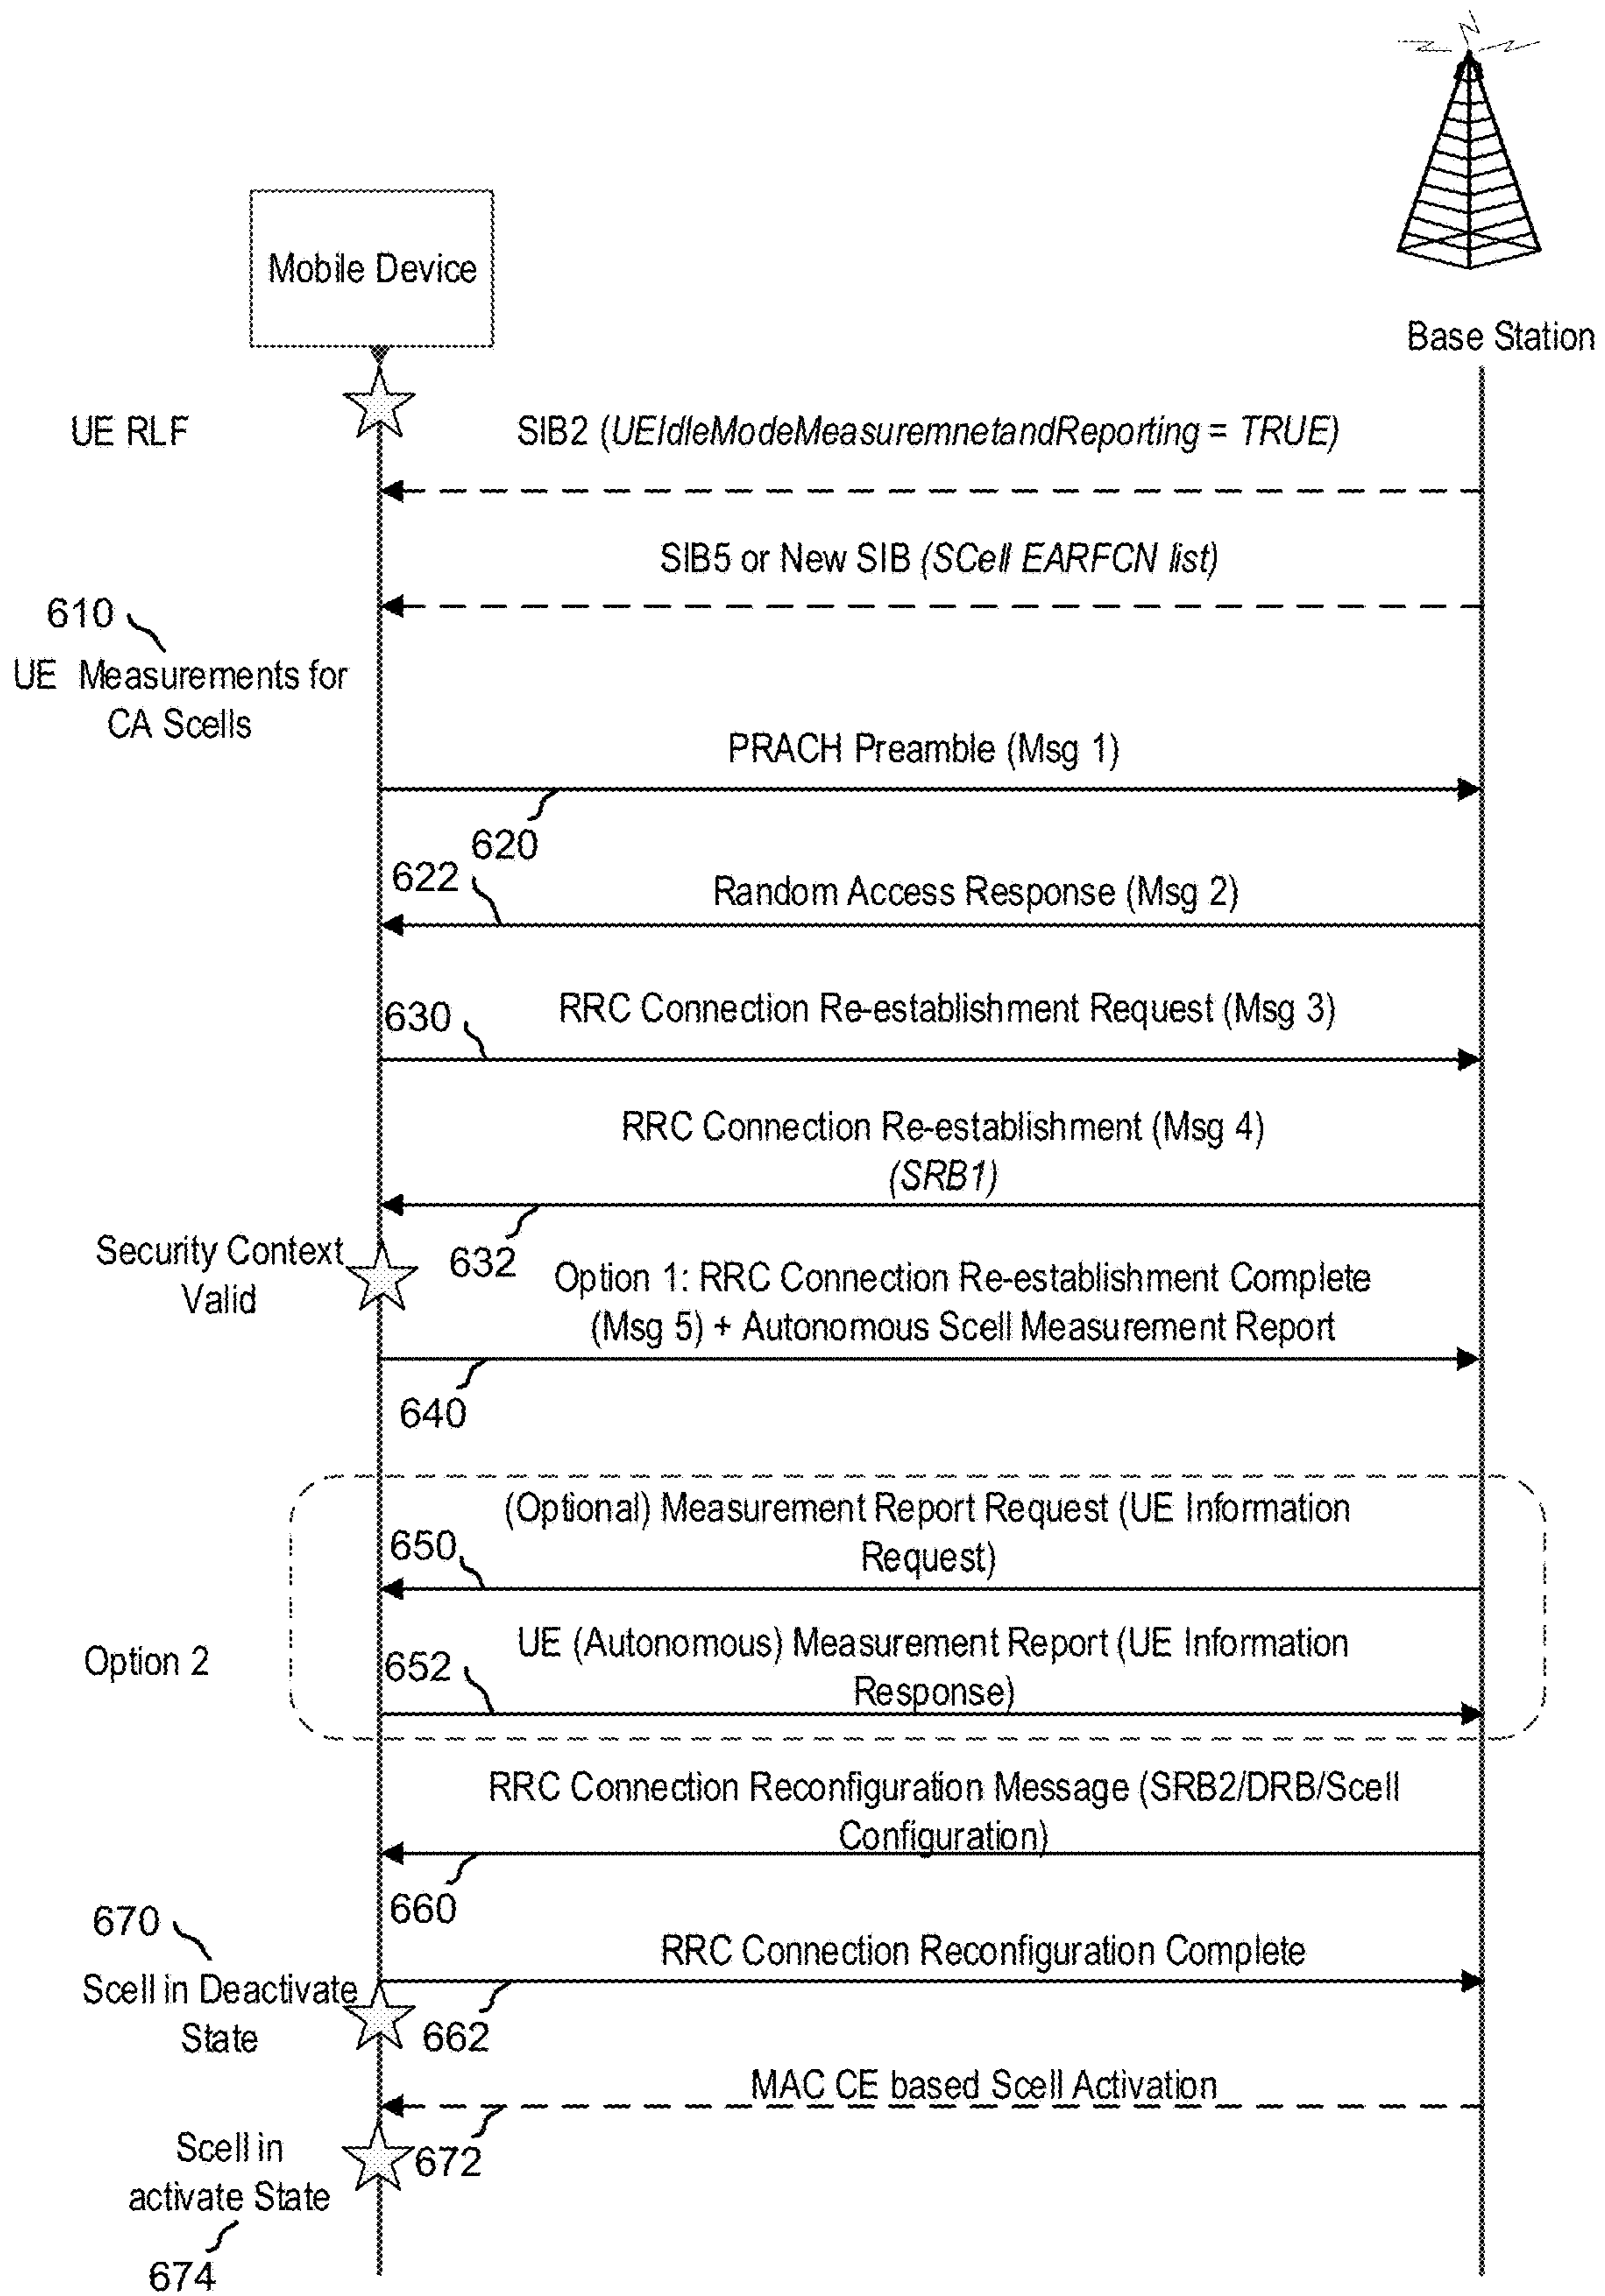 Mobile Device
Base Station
UE RLF
SIB2 (UEIdleModeMeasuremnetandReporting = TRUE)
SIB5 or New SIB (SCell EARFCN list)
610
UE Measurements for
CA Scells
PRACH Preamble (Msg 1)
620
622
Random Access Response (Msg 2)
630
RRC Connection Re-establishment Request (Msg 3)
RRC Connection Re-establishment (Msg 4)
(SRB1)
632
Security Context
Valid
Option 1: RRC Connection Re-establishment Complete
(Msg 5) + Autonomous Scell Measurement Report
640
(Optional) Measurement Report Request (UE Information
Request)
650
Option 2
UE (Autonomous) Measurement Report (UE Information
Response)
652
RRC Connection Reconfiguration Message (SRB2/DRB/Scell
Configuration)
660
670
Scell in Deactivate
State
RRC Connection Reconfiguration Complete
662
MAC CE based Scell Activation
672
Scell in
activate State
674